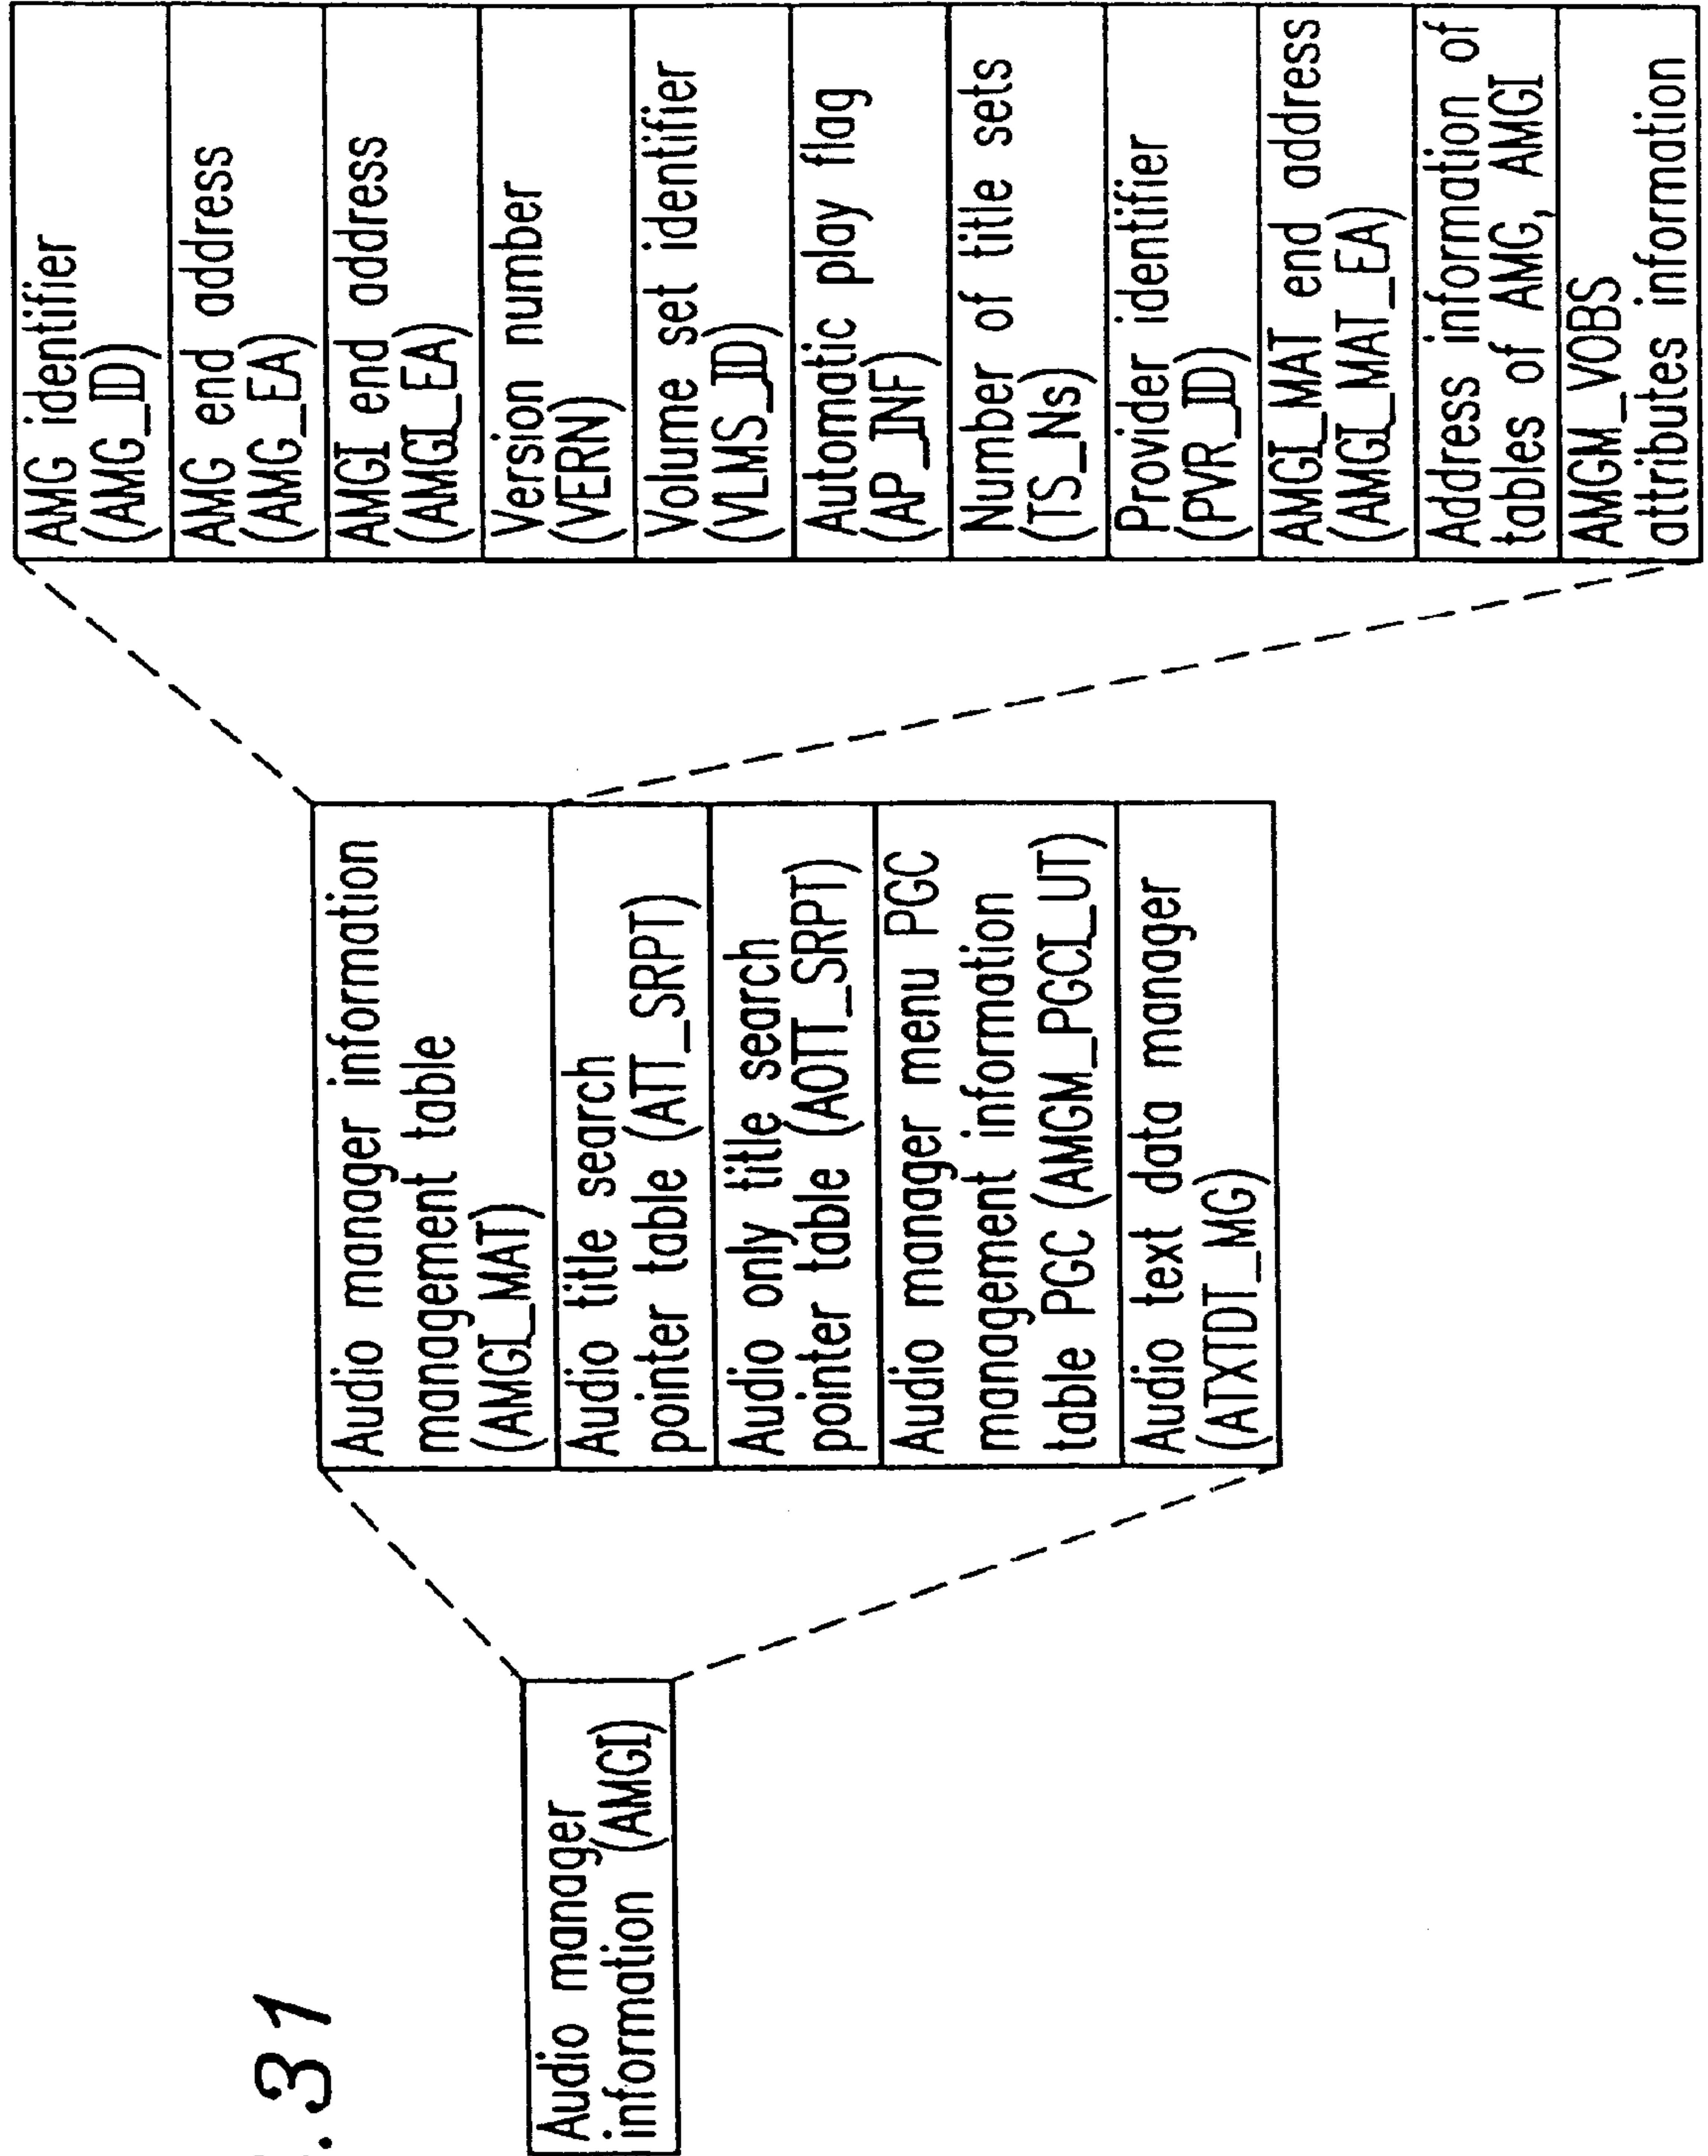 .31
Audio manager
information (AMGI)
Audio manager information
management table
(AMGI_MAT)
Audio title search
pointer table (ATT_SRPT)
Audio only title search
pointer table (AOTT_SRPT)
Audio manager menu PGC
management information
table PGC (AMGM_PGCI_UT)
Audio text data manager
(ATXTDT_MG)
AMG identifier
(AMG_ID)
AMG end address
(AMG_EA)
AMGI end address
(AMGI_EA)
Version number
(VERN)
Volume set identifier
(VLMS_ID)
Automatic play flag
(AP_INF)
Number of title sets
(TS_Ns)
Provider identifier
(PVR_ID)
AMGI_MAT end address
(AMGI_MAT_EA)
Address information of
tables of AMG, AMGI
AMGM_VOBS
attributes information